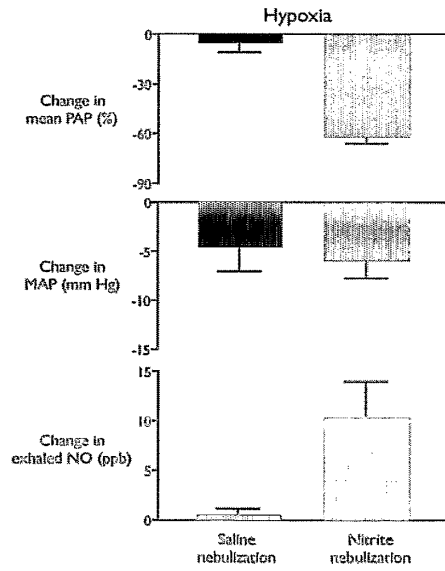 Hypoxia
0
-30
-60
-90
Change in
mean PAP (%)
0
-5
-10
-15
Change in
MAP (mm Hg)
15
10
5
0
Change in
exhaled NO (ppb)
Saline
nebulization
Nitrite
nebulization